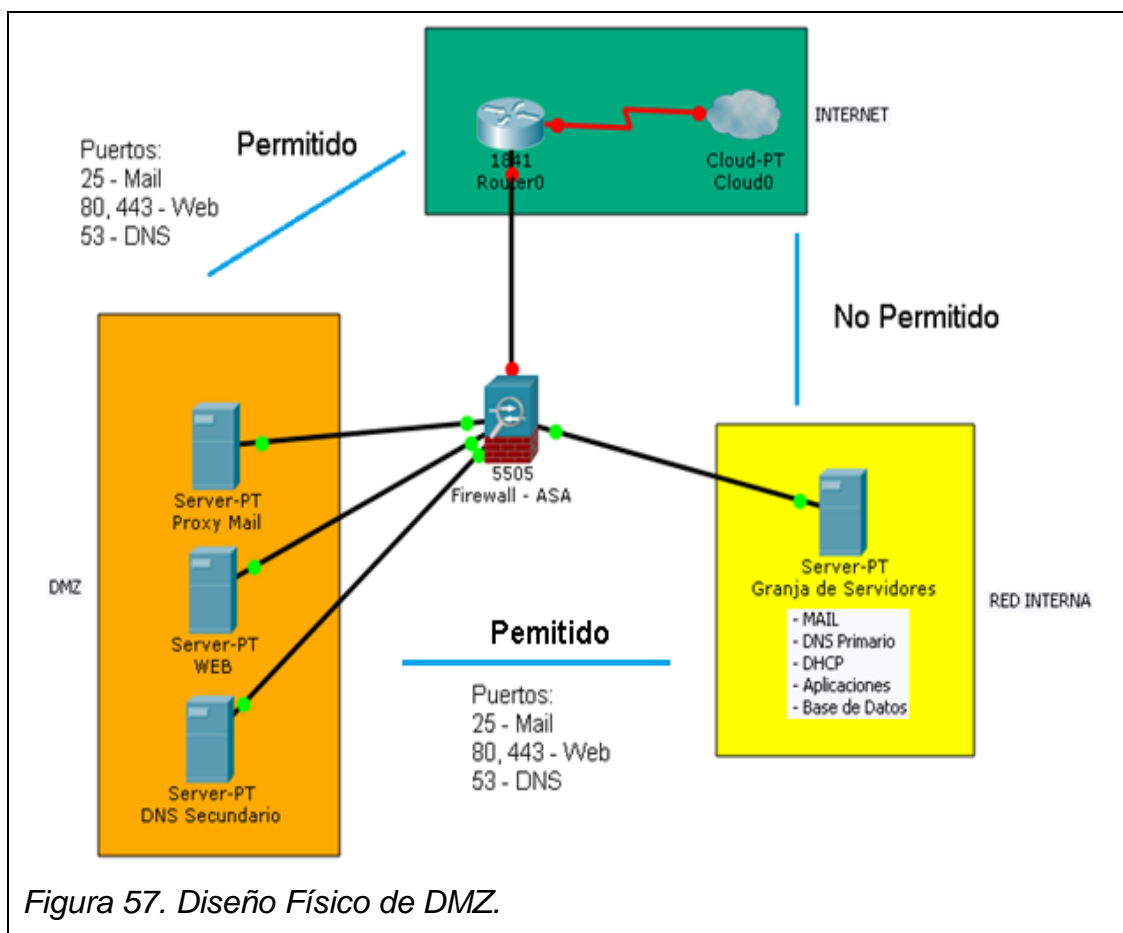 INTERNET
1841
Router0
Cloud-PT
Cloud0
Permitido
Puertos:
25 - Mail
80, 443 - Web
53 - DNS
No Permitido
5505
Firewall - ASA
DMZ
Server-PT
Proxy Mail
Server-PT
WEB
Server-PT
DNS Secundario
Pemitido
Puertos:
25 - Mail
80, 443 - Web
53 - DNS
Server-PT
Granja de Servidores
- MAIL
- DNS Primario
- DHCP
- Aplicaciones
- Base de Datos
RED INTERNA
Figura 57. Diseño Físico de DMZ.